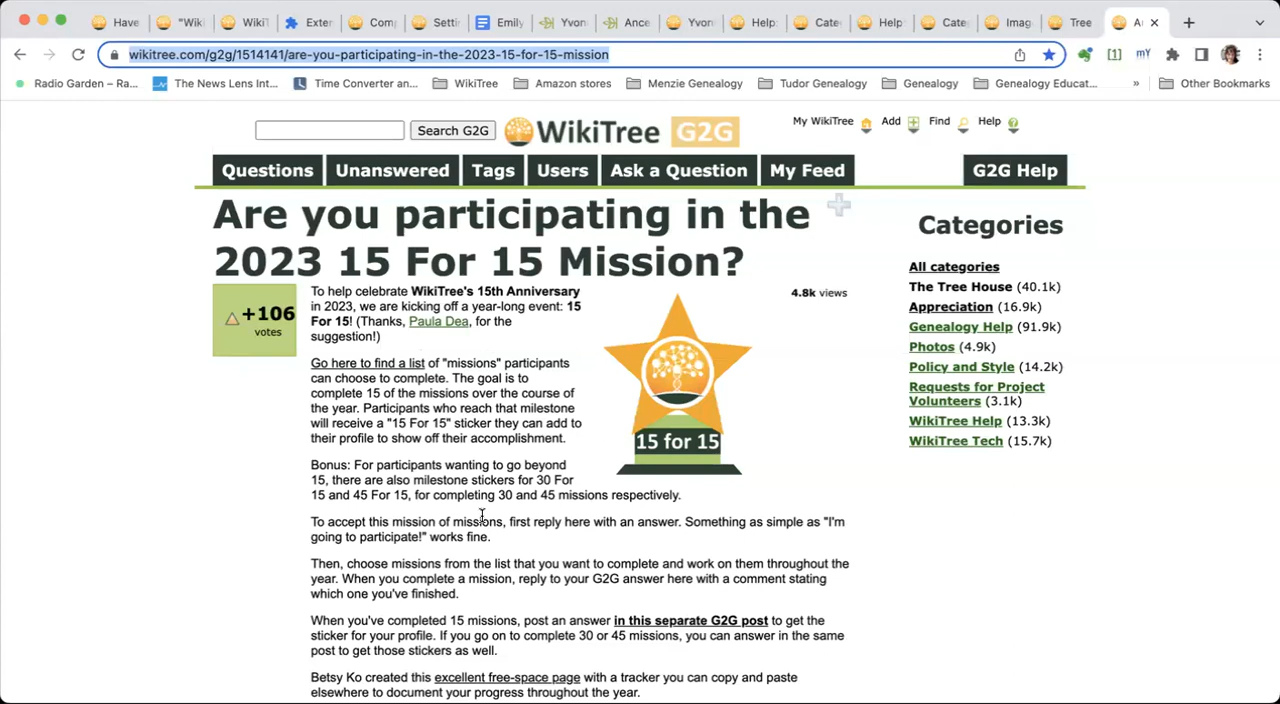 Have
"Wiki
WikiT
Exter
Com
Setti
Emily
Yvon
Ance
Yvon
Help:
Cate
Help
Cate
Imag
Tree
A
wikitree.com/g2g/1514141/are-you-participating-in-the-2023-15-for-15-mission
[1]
mY
Radio Garden – Ra...
The News Lens Int...
Time Converter an...
WikiTree
Amazon stores
Menzie Genealogy
Tudor Genealogy
Genealogy
Genealogy Educat...
»
Other Bookmarks
Search G2G
WikiTree G2G
My WikiTree
Add
Find
Help
Questions
Unanswered
Tags
Users
Ask a Question
My Feed
G2G Help
Are you participating in the
2023 15 For 15 Mission?
+106
votes
To help celebrate WikiTree's 15th Anniversary
in 2023, we are kicking off a year-long event: 15
For 15! (Thanks, Paula Dea, for the
suggestion!)
4.8k views
Go here to find a list of "missions" participants
can choose to complete. The goal is to
complete 15 of the missions over the course of
the year. Participants who reach that milestone
will receive a "15 For 15" sticker they can add to
their profile to show off their accomplishment.
15 for 15
Bonus: For participants wanting to go beyond
15, there are also milestone stickers for 30 For
15 and 45 For 15, for completing 30 and 45 missions respectively.
To accept this mission of missions, first reply here with an answer. Something as simple as "I'm
going to participate!" works fine.
Then, choose missions from the list that you want to complete and work on them throughout the
year. When you complete a mission, reply to your G2G answer here with a comment stating
which one you've finished.
When you've completed 15 missions, post an answer in this separate G2G post to get the
sticker for your profile. If you go on to complete 30 or 45 missions, you can answer in the same
post to get those stickers as well.
Betsy Ko created this excellent free-space page with a tracker you can copy and paste
elsewhere to document your progress throughout the year.
Categories
All categories
The Tree House (40.1k)
Appreciation (16.9k)
Genealogy Help (91.9k)
Photos (4.9k)
Policy and Style (14.2k)
Requests for Project
Volunteers (3.1k)
WikiTree Help (13.3k)
WikiTree Tech (15.7k)